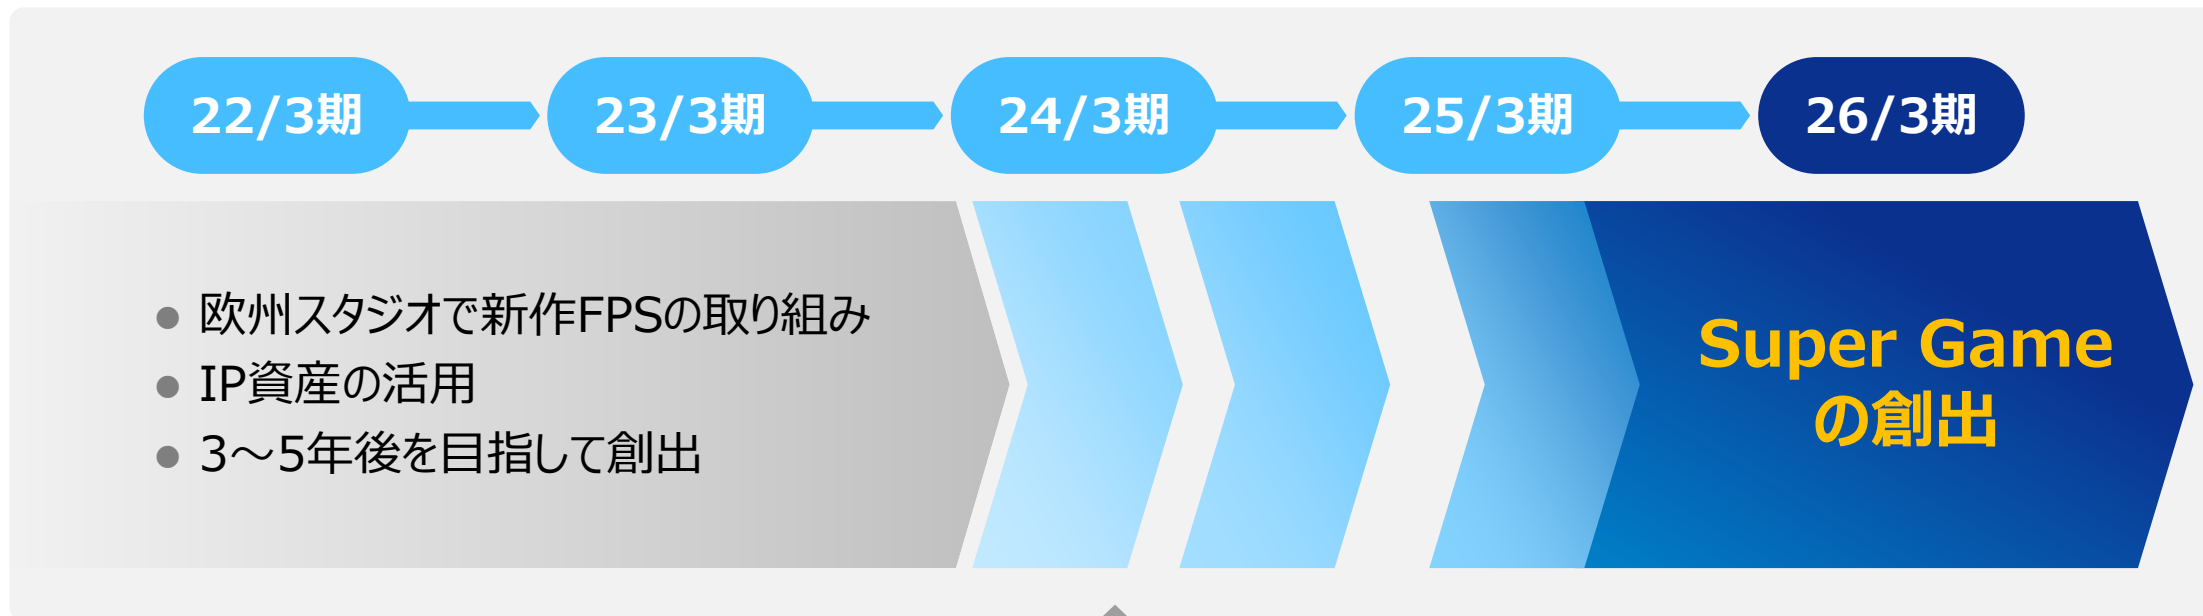 22/3期
23/3期
24/3期
25/3期
26/3期
● 欧州スタジオで新作FPSの取り組み
● IP資産の活用
● 3～5年後を目指して創出
Super Game
の創出